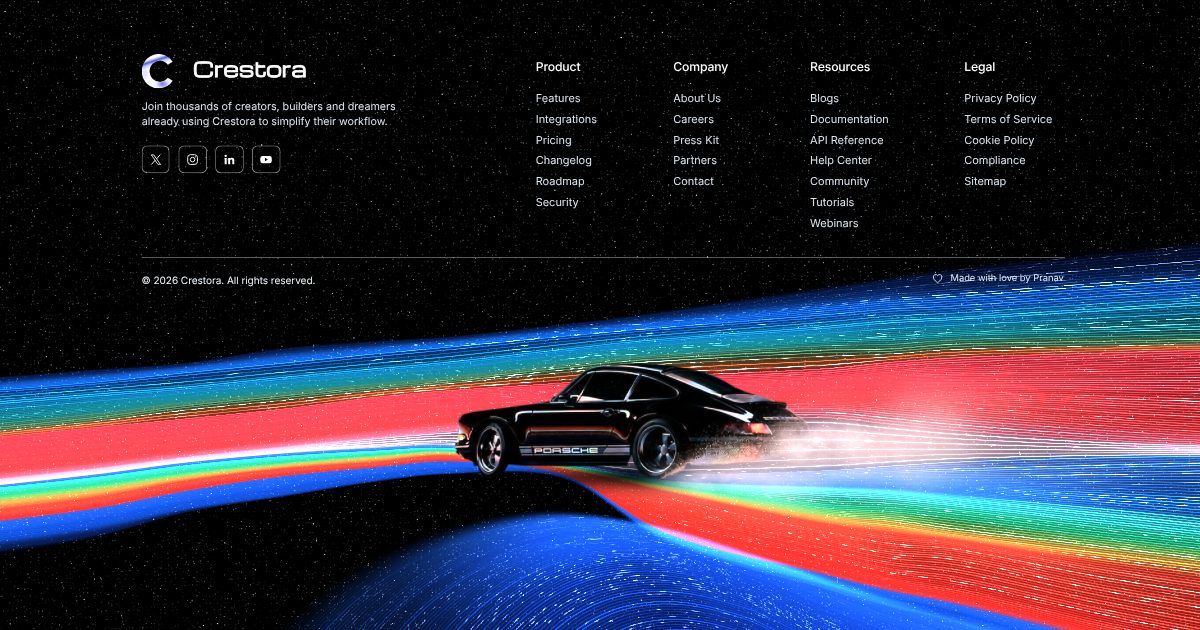 Crestora
Join thousands of creators, builders and dreamers
already using Crestora to simplify their workflow.
Product
Features
Integrations
Pricing
Changelog
Roadmap
Security
Company
About Us
Careers
Press Kit
Partners
Contact
Resources
Blogs
Documentation
API Reference
Help Center
Community
Tutorials
Webinars
Legal
Privacy Policy
Terms of Service
Cookie Policy
Compliance
Sitemap
© 2026 Crestora. All rights reserved.
Made with love by Pranav
PORSCHE